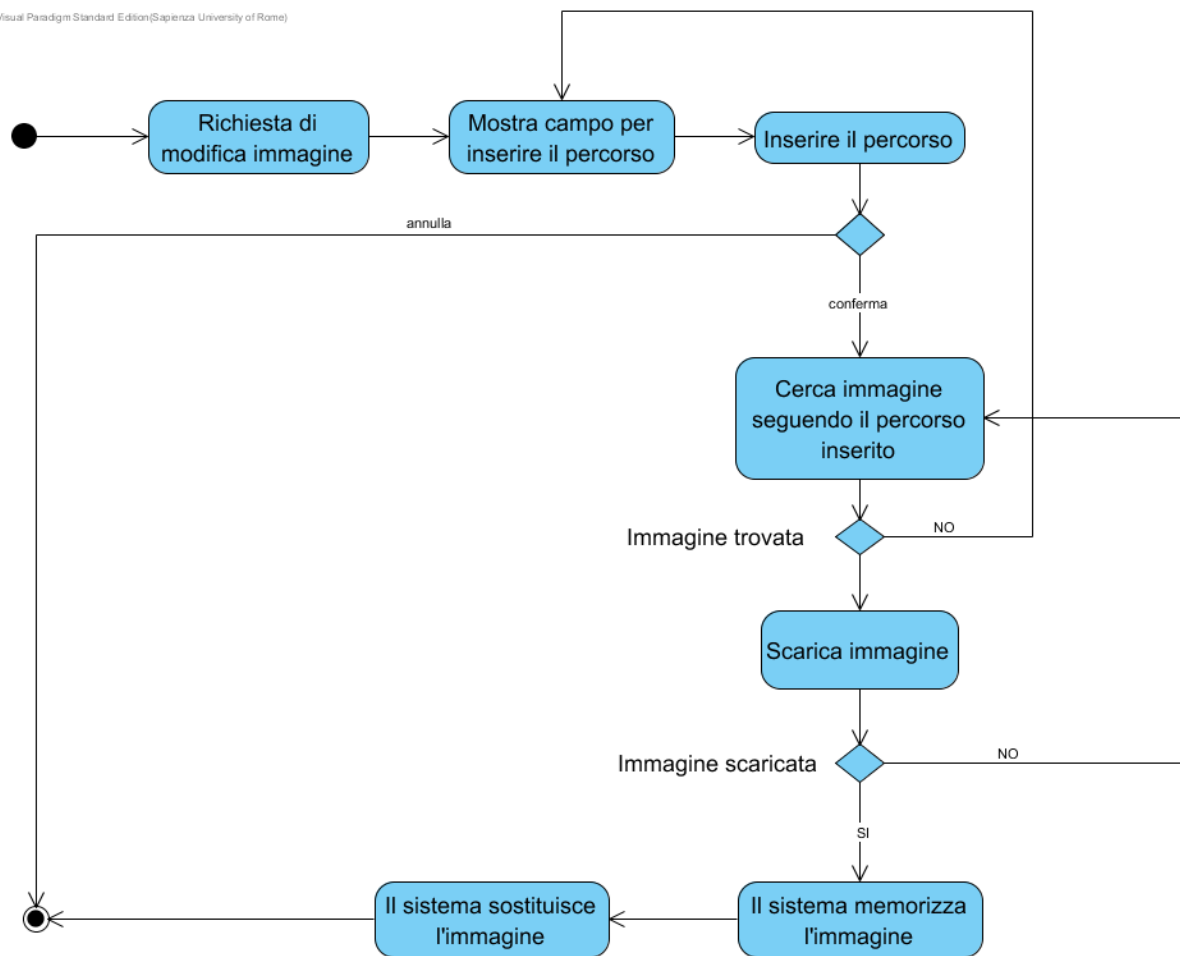 Visual Paradigm Standard Edition(Sapienza University of Rome)
Richiesta di
modifica immagine
Mostra campo per
inserire il percorso
Inserire il percorso
annulla
conferma
Cerca immagine
seguendo il percorso
inserito
Immagine trovata
NO
Scarica immagine
Immagine scaricata
NO
SI
Il sistema sostituisce
l'immagine
Il sistema memorizza
l'immagine